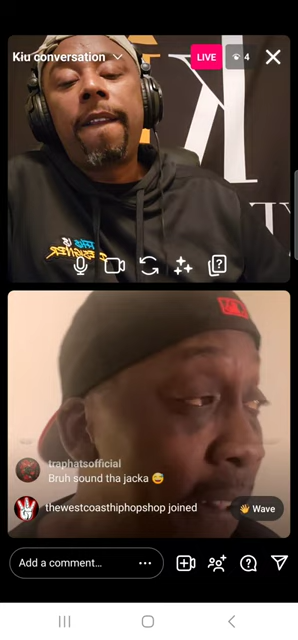 Kiu conversation
LIVE
4
traphatsofficial
Bruh sound tha jacka 😅
thewestcoasthiphopshop joined
👋 Wave
Add a comment...